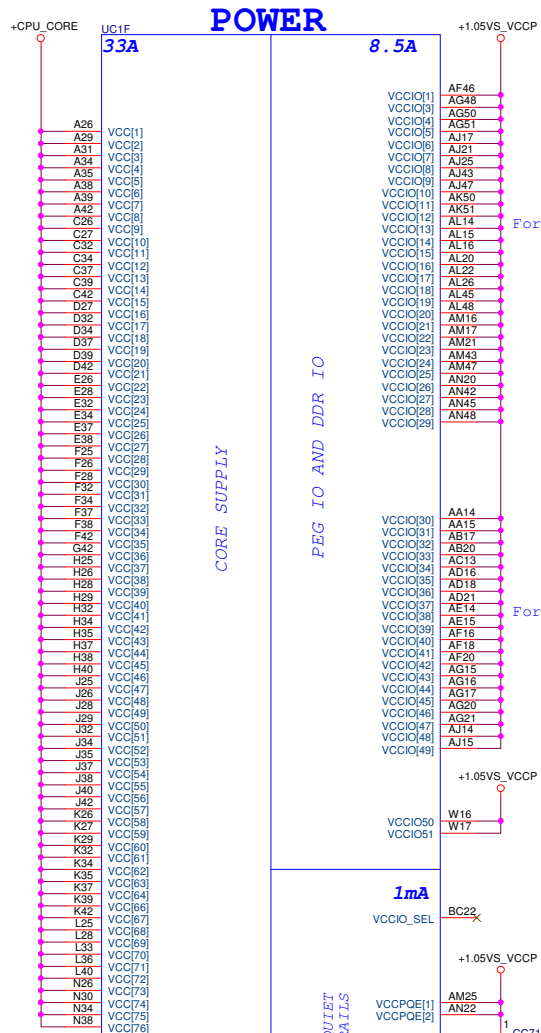 POWER
+CPU_CORE
UC1F
33A
A26 VCC[1]
A29 VCC[2]
A31 VCC[3]
A34 VCC[4]
A35 VCC[5]
A38 VCC[6]
A39 VCC[7]
A42 VCC[8]
C26 VCC[9]
C27 VCC[10]
C32 VCC[11]
C34 VCC[12]
C37 VCC[13]
C39 VCC[14]
C42 VCC[15]
D27 VCC[16]
D32 VCC[17]
D34 VCC[18]
D37 VCC[19]
D39 VCC[20]
D42 VCC[21]
E26 VCC[22]
E28 VCC[23]
E32 VCC[24]
E34 VCC[25]
E37 VCC[26]
E38 VCC[27]
F25 VCC[28]
F26 VCC[29]
F28 VCC[30]
F32 VCC[31]
F34 VCC[32]
F37 VCC[33]
F38 VCC[34]
F42 VCC[35]
G42 VCC[36]
H25 VCC[37]
H26 VCC[38]
H28 VCC[39]
H29 VCC[40]
H32 VCC[41]
H34 VCC[42]
H35 VCC[43]
H37 VCC[44]
H38 VCC[45]
H40 VCC[46]
J25 VCC[47]
J26 VCC[48]
J28 VCC[49]
J29 VCC[50]
J32 VCC[51]
J34 VCC[52]
J35 VCC[53]
J37 VCC[54]
J38 VCC[55]
J40 VCC[56]
J42 VCC[57]
K26 VCC[58]
K27 VCC[59]
K29 VCC[60]
K32 VCC[61]
K34 VCC[62]
K35 VCC[63]
K37 VCC[64]
K39 VCC[66]
K42 VCC[67]
L25 VCC[68]
L28 VCC[69]
L33 VCC[70]
L36 VCC[71]
L40 VCC[72]
N26 VCC[73]
N30 VCC[74]
N34 VCC[75]
N38 VCC[76]
CORE SUPPLY
8.5A
+1.05VS_VCCP
VCCIO[1] AF46
VCCIO[3] AG48
VCCIO[4] AG50
VCCIO[5] AG51
VCCIO[6] AJ17
VCCIO[7] AJ21
VCCIO[8] AJ25
VCCIO[9] AJ43
VCCIO[10] AJ47
VCCIO[11] AK50
VCCIO[12] AK51
VCCIO[13] AL14
VCCIO[14] AL15
VCCIO[15] AL16
VCCIO[16] AL20
VCCIO[17] AL22
VCCIO[18] AL26
VCCIO[19] AL45
VCCIO[20] AL48
VCCIO[21] AM16
VCCIO[22] AM17
VCCIO[23] AM21
VCCIO[24] AM43
VCCIO[25] AM47
VCCIO[26] AN20
VCCIO[27] AN42
VCCIO[28] AN45
VCCIO[29] AN48
For
PEG IO AND DDR IO
VCCIO[30] AA14
VCCIO[31] AA15
VCCIO[32] AB17
VCCIO[33] AB20
VCCIO[34] AC13
VCCIO[35] AD16
VCCIO[36] AD18
VCCIO[37] AD21
VCCIO[38] AE14
VCCIO[39] AE15
VCCIO[40] AF16
VCCIO[41] AF18
VCCIO[42] AF20
VCCIO[43] AG15
VCCIO[44] AG16
VCCIO[45] AG17
VCCIO[46] AG20
VCCIO[47] AG21
VCCIO[48] AJ14
VCCIO[49] AJ15
For
+1.05VS_VCCP
VCCIO50 W16
VCCIO51 W17
1mA
VCCIO_SEL BC22
+1.05VS_VCCP
VCCPQE[1] AM25
VCCPQE[2] AN22
1